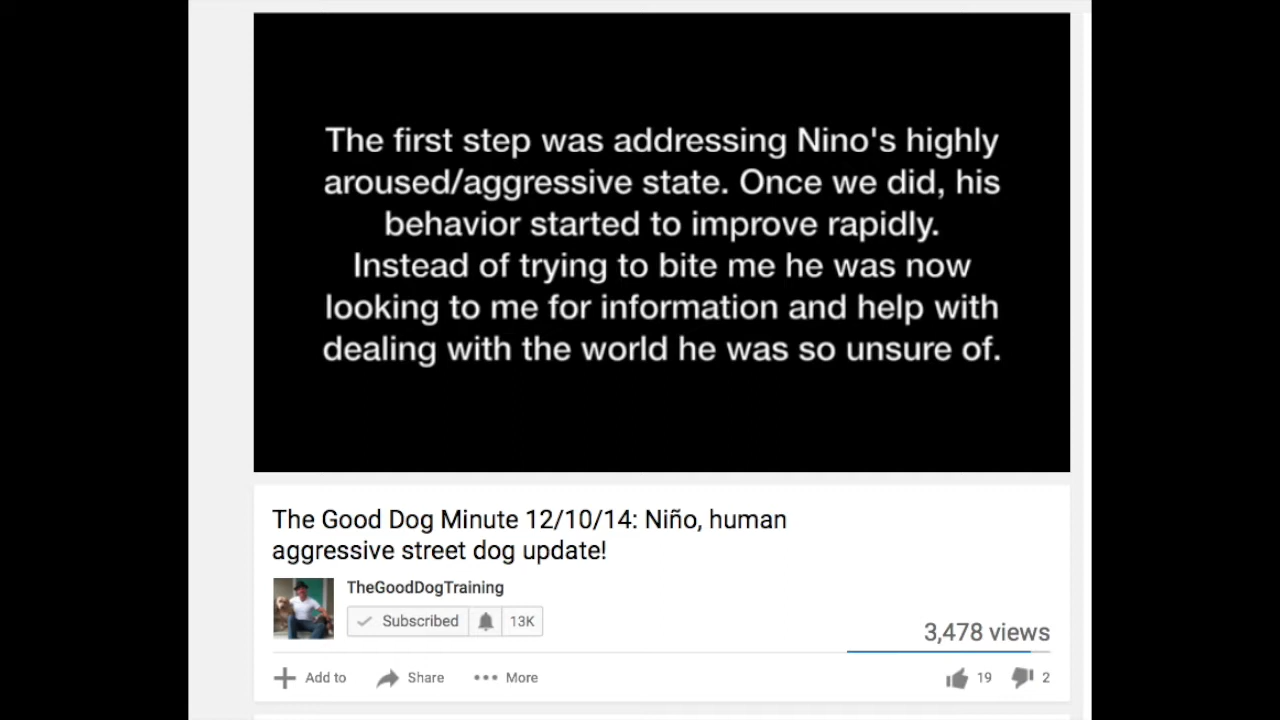 The first step was addressing Nino's highly
aroused/aggressive state. Once we did, his
behavior started to improve rapidly.
Instead of trying to bite me he was now
looking to me for information and help with
dealing with the world he was so unsure of.
The Good Dog Minute 12/10/14: Niño, human
aggressive street dog update!
TheGoodDogTraining
Subscribed 13K
3,478 views
Add to Share More 19 2